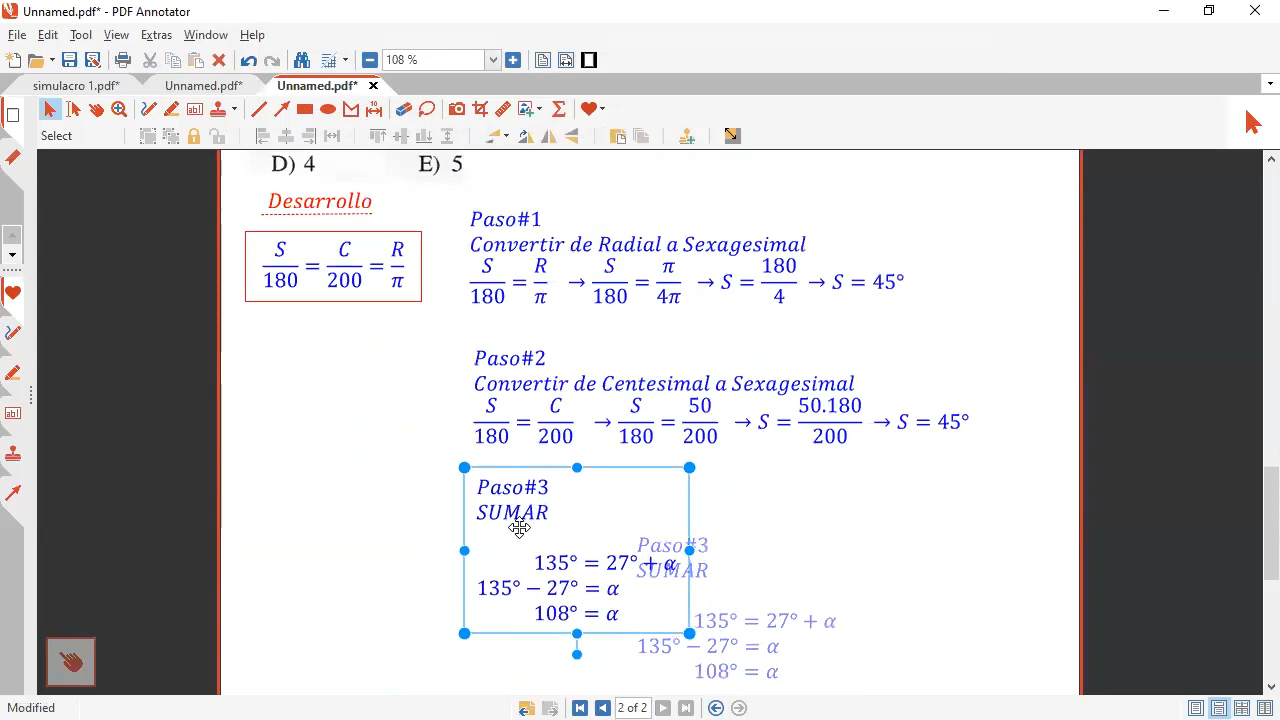 Unnamed.pdf* - PDF Annotator
File Edit Tool View Extras Window Help
108 %
simulacro 1.pdf* Unnamed.pdf* Unnamed.pdf*
Select
D) 4 E) 5
Desarrollo
S/180 = C/200 = R/π
Paso#1
Convertir de Radial a Sexagesimal
S/180 = R/π → S/180 = π/4π → S = 180/4 → S = 45°
Paso#2
Convertir de Centesimal a Sexagesimal
S/180 = C/200 → S/180 = 50/200 → S = 50.180/200 → S = 45°
Paso#3
SUMAR
135° = 27° + α
135° − 27° = α
108° = α
Paso#3
SUMAR
135° = 27° + α
135° − 27° = α
108° = α
Modified
2 of 2